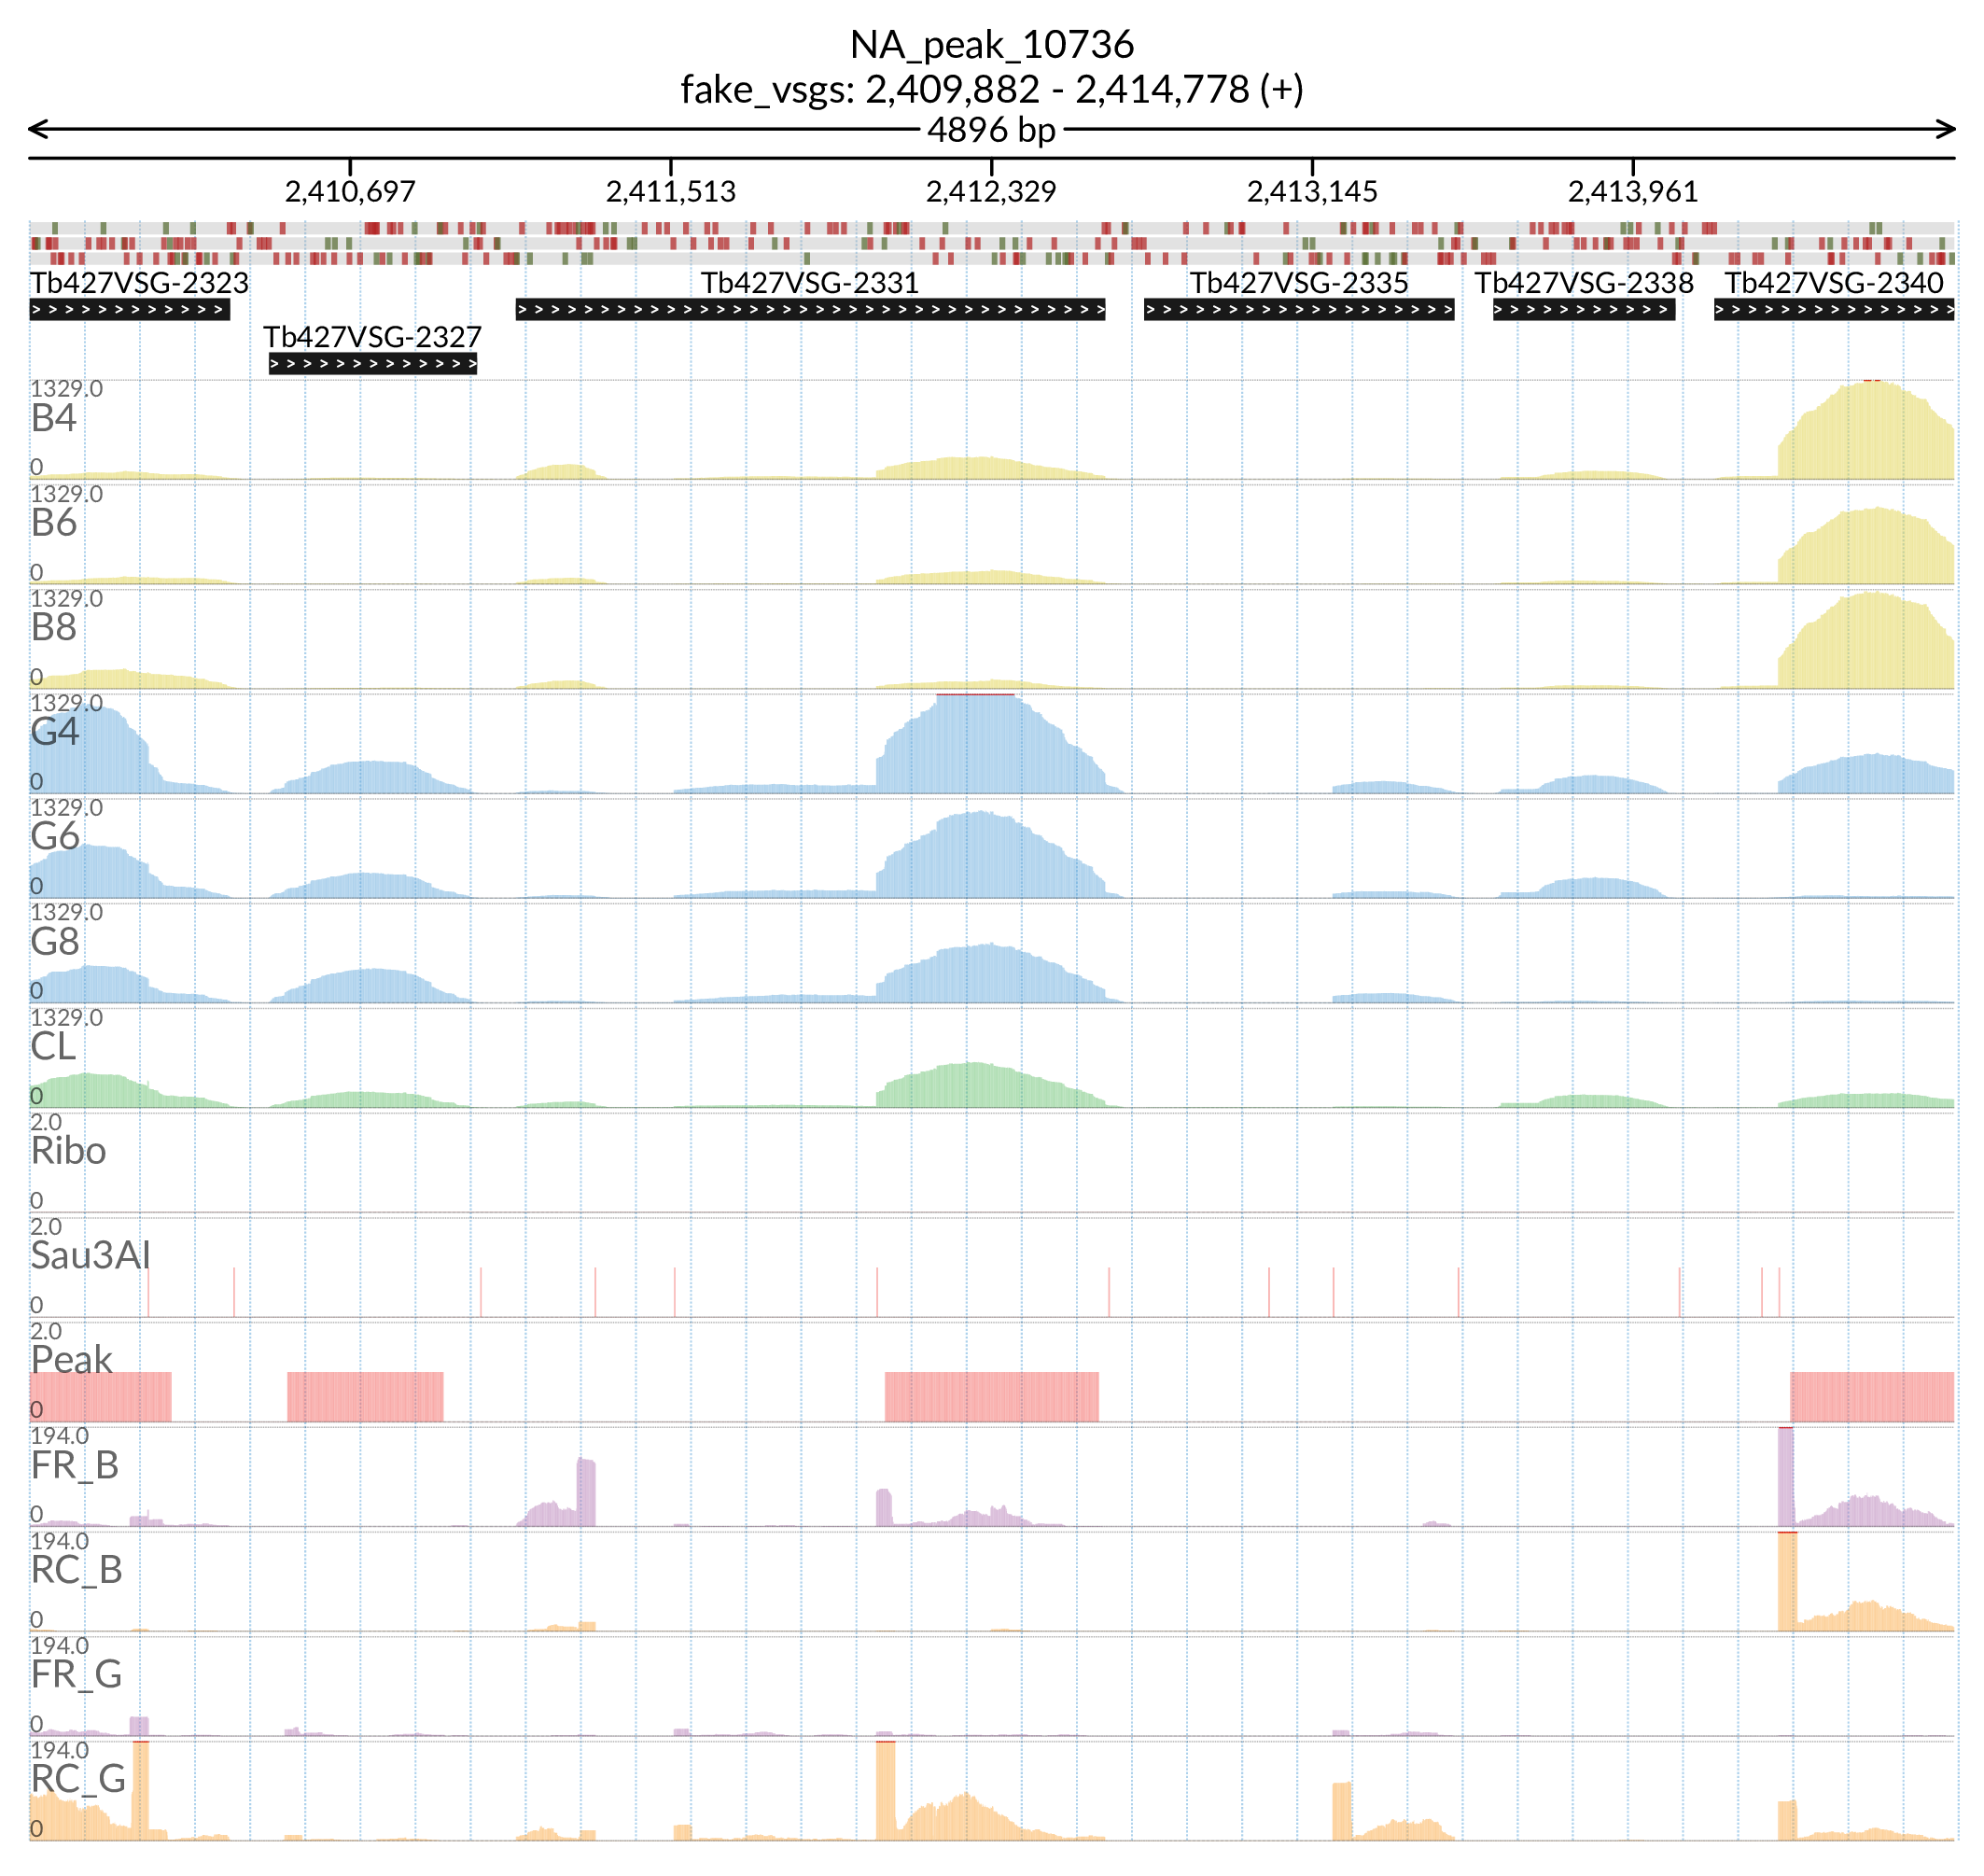 NA_peak_10736
fake_vsgs: 2,409,882 - 2,414,778 (+)
4896 bp
2,410,697 2,411,513 2,412,329 2,413,145 2,413,961
Tb427VSG-2323 Tb427VSG-2331 Tb427VSG-2335 Tb427VSG-2338 Tb427VSG-2340
Tb427VSG-2327
1329.0
B4
0
1329.0
B6
0
1329.0
B8
0
1329.0
G4
0
1329.0
G6
0
1329.0
G8
0
1329.0
CL
0
2.0
Ribo
0
2.0
Sau3AI
0
2.0
Peak
0
194.0
FR_B
0
194.0
RC_B
0
194.0
FR_G
0
194.0
RC_G
0